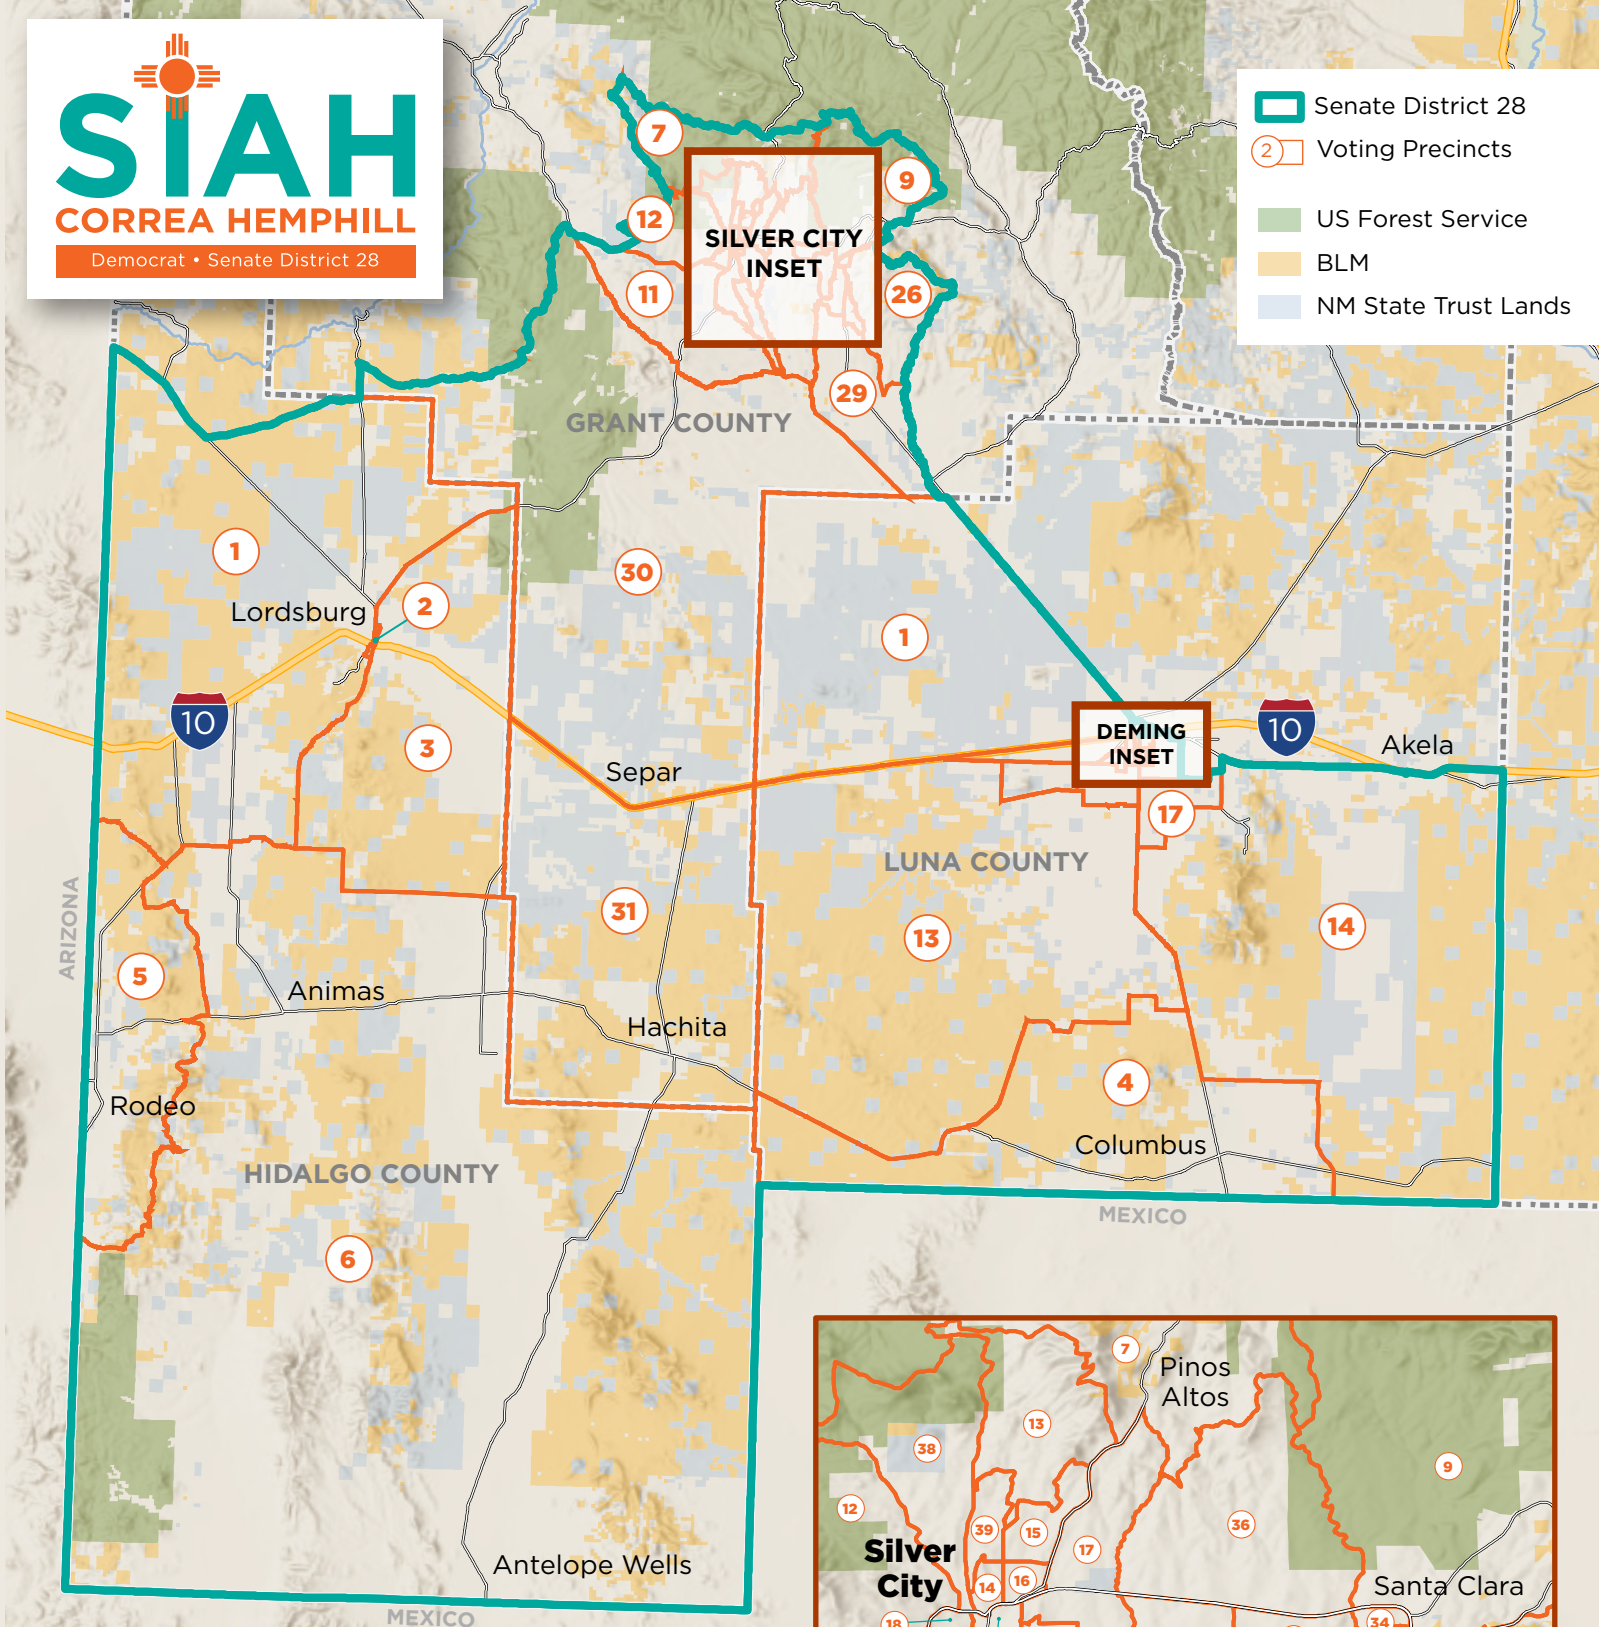 SIAH
CORREA HEMPHILL
Democrat • Senate District 28
Senate District 28
2
Voting Precincts
US Forest Service
BLM
NM State Trust Lands
7
9
12
SILVER CITY
INSET
11
26
29
GRANT COUNTY
1
30
2
Lordsburg
1
10
3
Separ
DEMING
INSET
10
Akela
17
LUNA COUNTY
ARIZONA
31
13
14
5
Animas
Hachita
4
Rodeo
Columbus
HIDALGO COUNTY
MEXICO
6
Antelope Wells
MEXICO
7
Pinos
Altos
13
38
9
12
39
15
36
17
Silver
City
14
16
Santa Clara
18
34